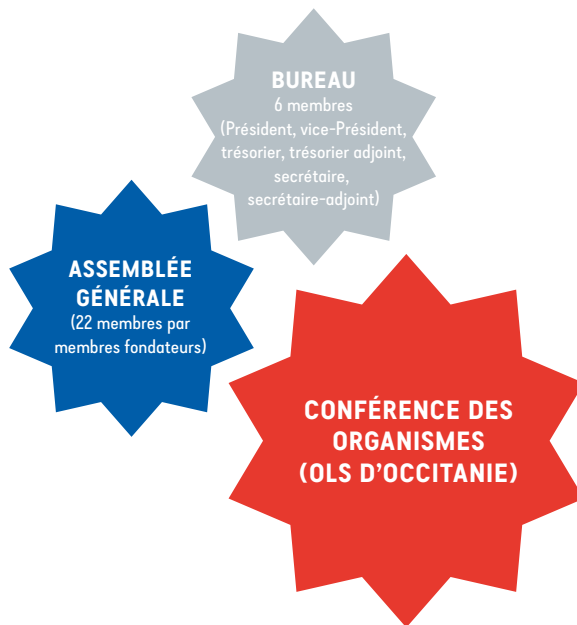 BUREAU
6 membres
(Président, vice-Président,
trésorier, trésorier adjoint,
secrétaire,
secrétaire-adjoint)
ASSEMBLÉE
GÉNÉRALE
(22 membres par
membres fondateurs)
CONFÉRENCE DES
ORGANISMES
(OLS D’OCCITANIE)